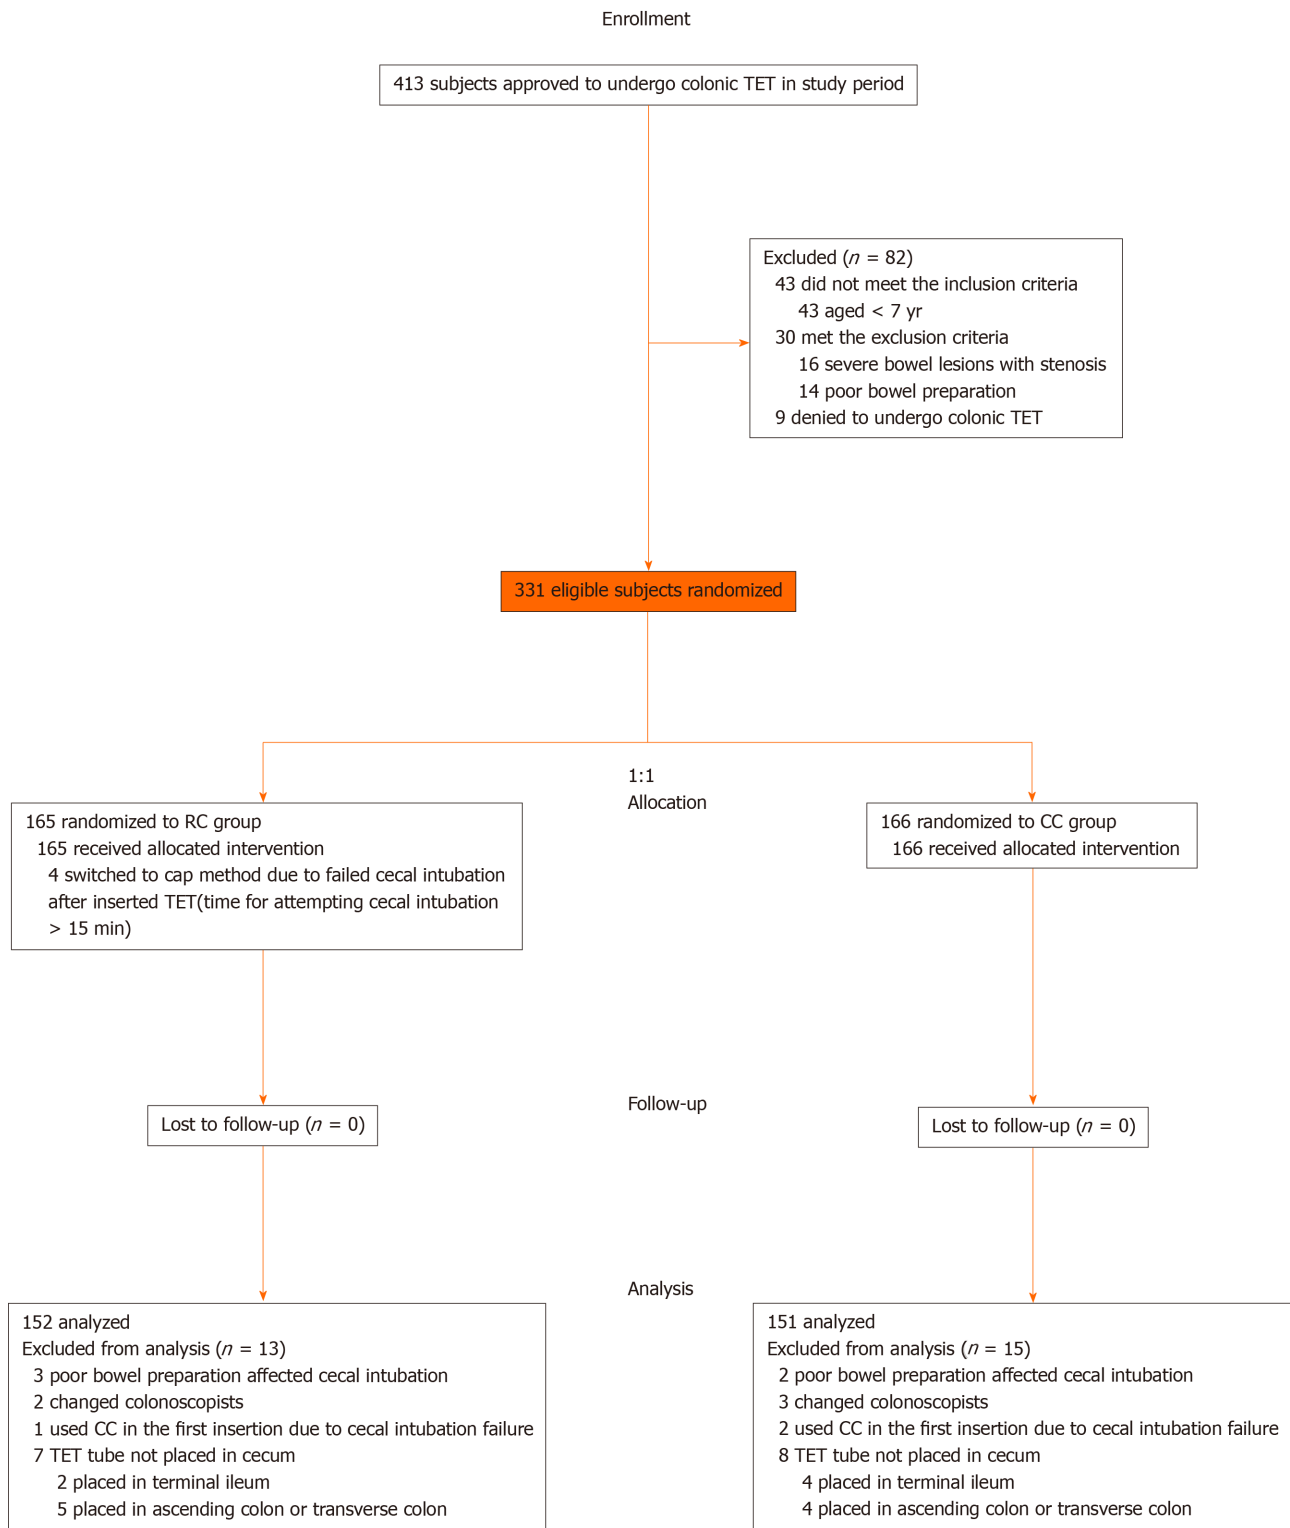 Enrollment
413 subjects approved to undergo colonic TET in study period
Excluded (n = 82)
43 did not meet the inclusion criteria
43 aged < 7 yr
30 met the exclusion criteria
16 severe bowel lesions with stenosis
14 poor bowel preparation
9 denied to undergo colonic TET
331 eligible subjects randomized
1:1
Allocation
165 randomized to RC group
165 received allocated intervention
4 switched to cap method due to failed cecal intubation
after inserted TET(time for attempting cecal intubation
> 15 min)
166 randomized to CC group
166 received allocated intervention
Follow-up
Lost to follow-up (n = 0)
Lost to follow-up (n = 0)
Analysis
152 analyzed
Excluded from analysis (n = 13)
3 poor bowel preparation affected cecal intubation
2 changed colonoscopists
1 used CC in the first insertion due to cecal intubation failure
7 TET tube not placed in cecum
2 placed in terminal ileum
5 placed in ascending colon or transverse colon
151 analyzed
Excluded from analysis (n = 15)
2 poor bowel preparation affected cecal intubation
3 changed colonoscopists
2 used CC in the first insertion due to cecal intubation failure
8 TET tube not placed in cecum
4 placed in terminal ileum
4 placed in ascending colon or transverse colon